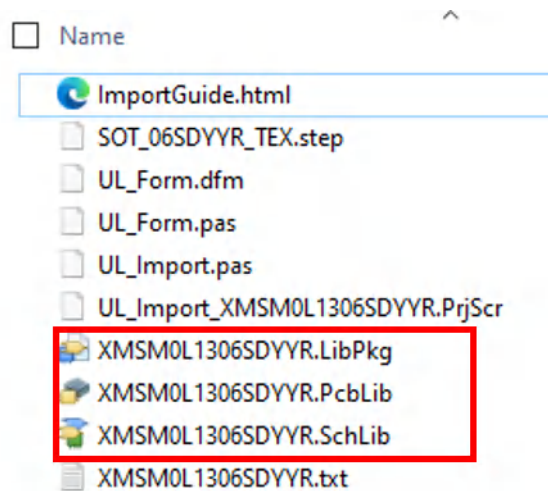 Name
ImportGuide.html
SOT_06SDYYR_TEX.step
UL_Form.dfm
UL_Form.pas
UL_Import.pas
UL_Import_XMSM0L1306SDYYR.PrjScr
XMSM0L1306SDYYR.LibPkg
XMSM0L1306SDYYR.PcbLib
XMSM0L1306SDYYR.SchLib
XMSM0L1306SDYYR.txt